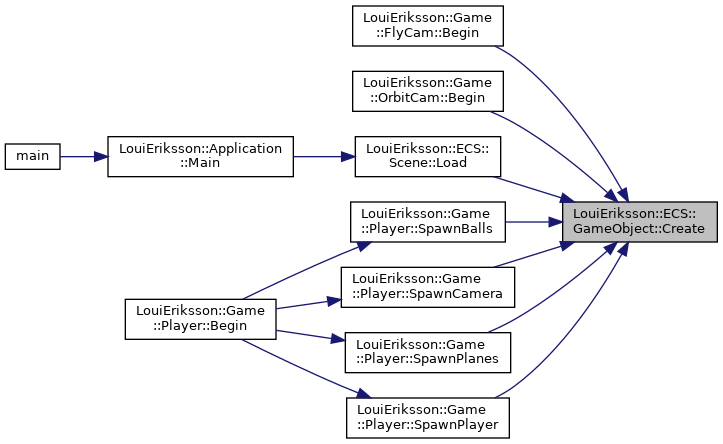 LouiEriksson::Game
::FlyCam::Begin
LouiEriksson::Game
::OrbitCam::Begin
main
LouiEriksson::Application
::Main
LouiEriksson::ECS::
Scene::Load
LouiEriksson::ECS::
GameObject::Create
LouiEriksson::Game
::Player::SpawnBalls
LouiEriksson::Game
::Player::SpawnCamera
LouiEriksson::Game
::Player::Begin
LouiEriksson::Game
::Player::SpawnPlanes
LouiEriksson::Game
::Player::SpawnPlayer